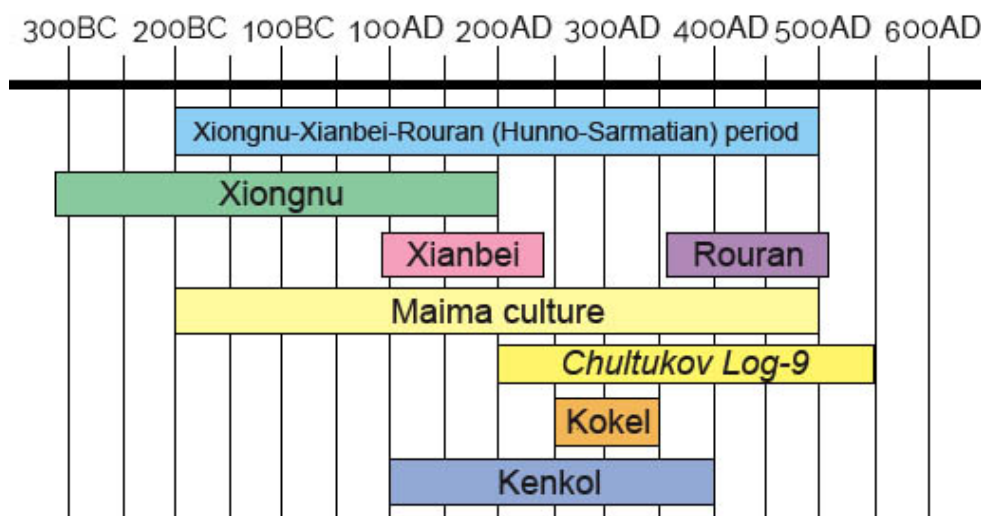 300BC 200BC 100BC 100AD 200AD 300AD 400AD 500AD 600AD
Xiongnu-Xianbei-Rouran (Hunno-Sarmatian) period
Xiongnu
Xianbei Rouran
Maima culture
Chultukov Log-9
Kokel
Kenkol